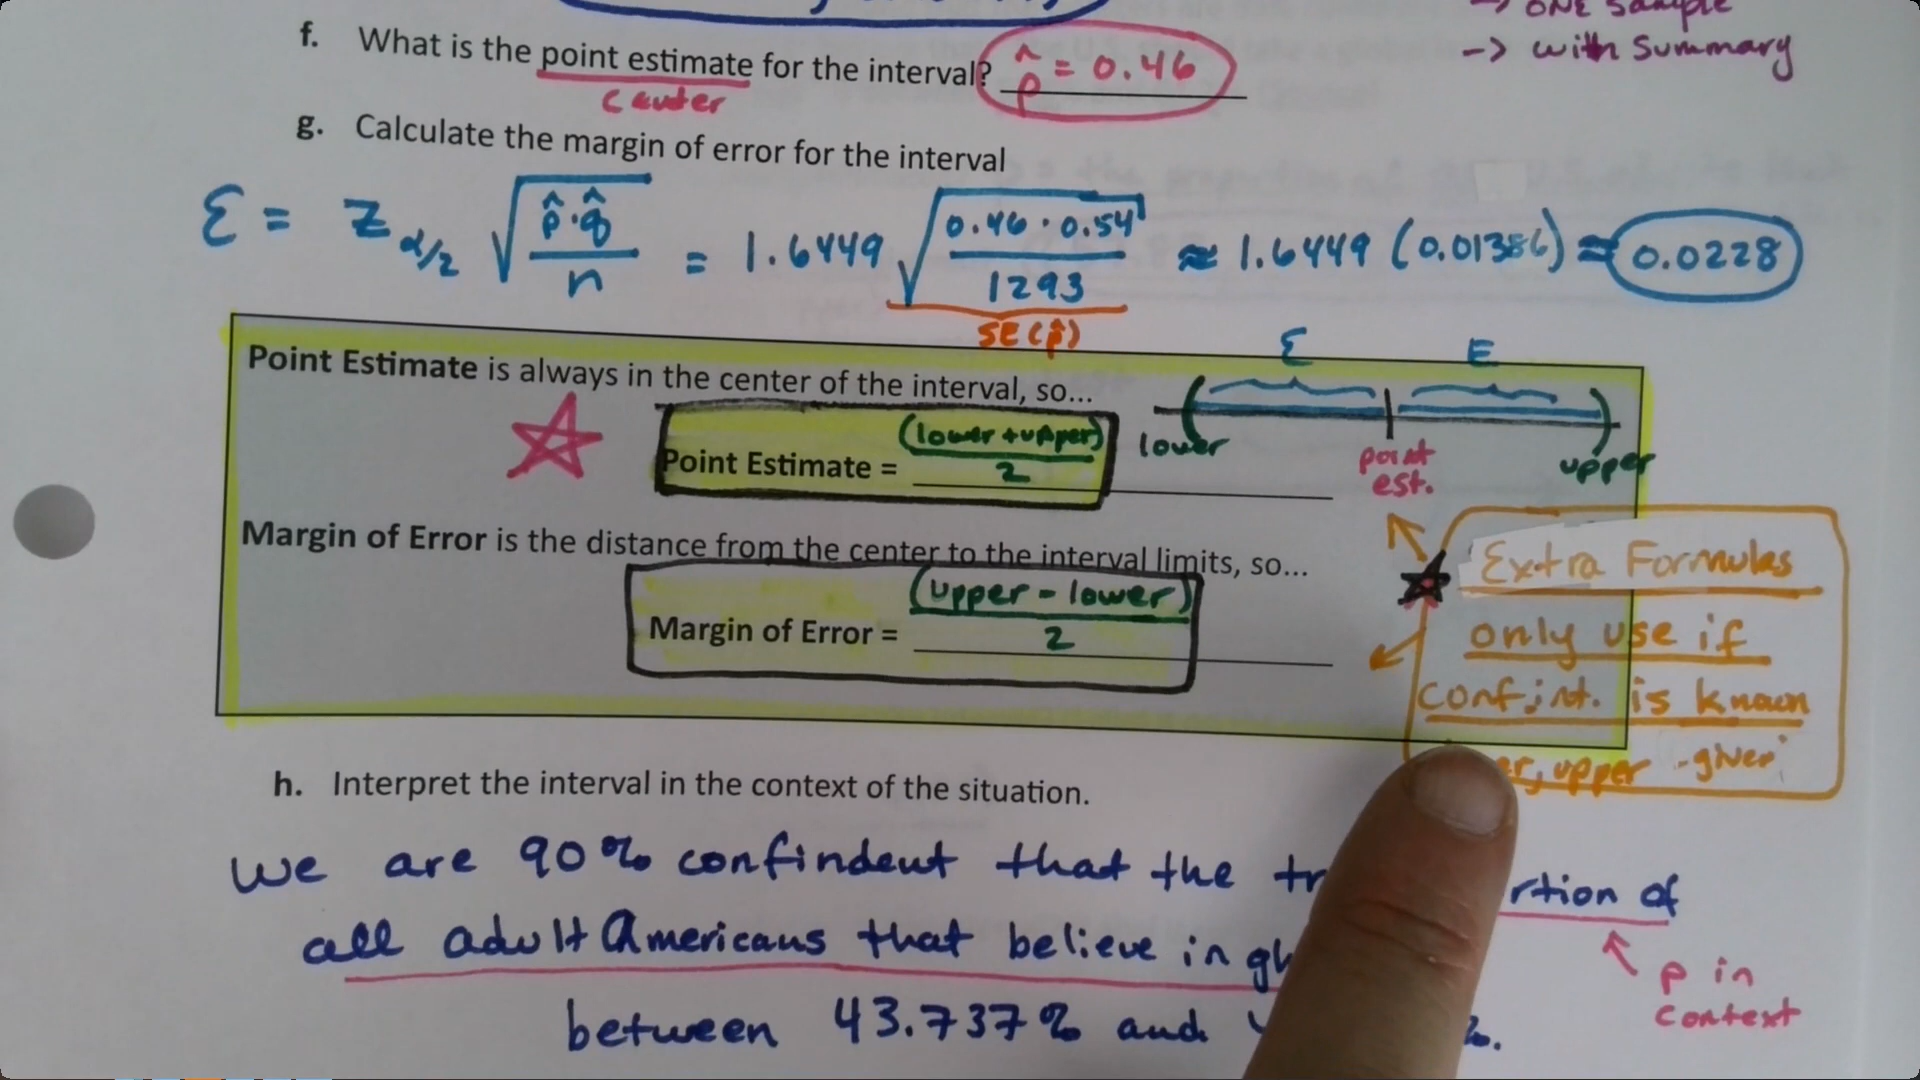 → ONE sample
f. What is the point estimate for the interval? p̂ = 0.46
-> with summary
center
g. Calculate the margin of error for the interval
E = Z α/2 √(p̂·q̂/n) = 1.6449 √(0.46·0.54/1293) ≈ 1.6449 (0.01386) ≈ 0.0228
SE(p̂)
E E
Point Estimate is always in the center of the interval, so...
Point Estimate = (lower + upper)/2
lower point est. upper
Margin of Error is the distance from the center to the interval limits, so...
Margin of Error = (upper - lower)/2
Extra Formulas
only use if
conf. int. is known
upper - given
h. Interpret the interval in the context of the situation.
We are 90% confindent that the
of
all adult Americans that believe in
p in
context
between 43.737% and